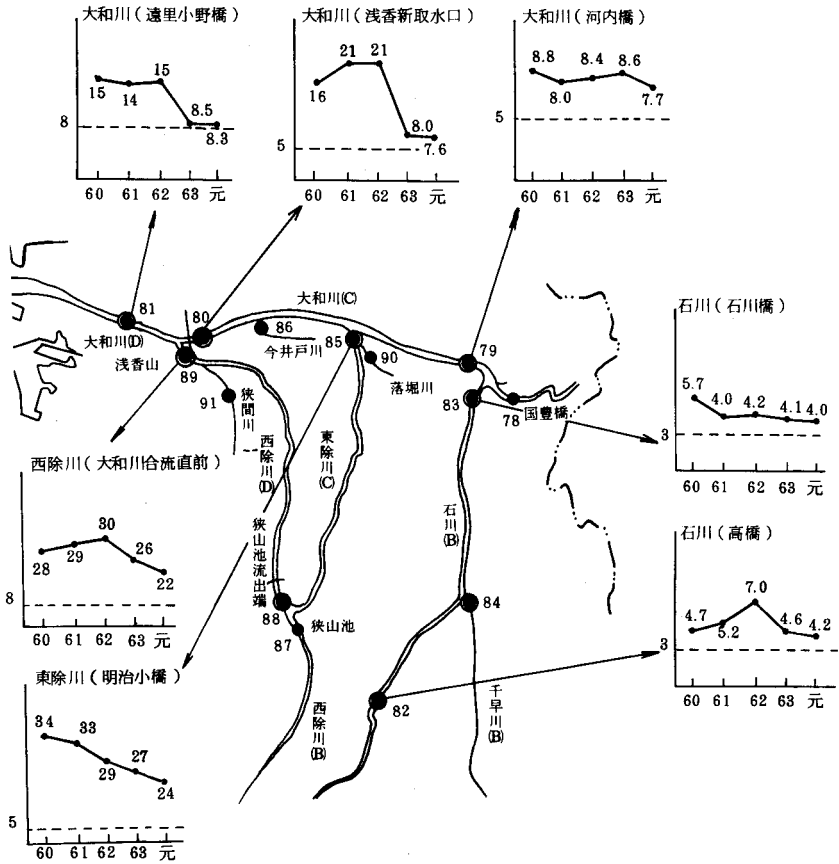 大和川(遠里小野橋)
15
14
15
8.5
8.3
8
60 61 62 63 元
大和川(浅香新取水口)
16
21
21
8.0
7.6
5
60 61 62 63 元
大和川(河内橋)
8.8
8.0
8.4
8.6
7.7
5
60 61 62 63 元
大和川(C)
81
80
86
85
90
79
大和川(D)
浅香山
89
今井戸川
落堀川
83
78
国豊橋
91
狭間川
西除川(D)
東除川(C)
石川(B)
狭山池流出端
88
狭山池
87
84
82
西除川(B)
千早川(B)
石川(石川橋)
5.7
4.0
4.2
4.1
4.0
3
60 61 62 63 元
西除川(大和川合流直前)
28
29
30
26
22
8
60 61 62 63 元
石川(高橋)
4.7
5.2
7.0
4.6
4.2
3
60 61 62 63 元
東除川(明治小橋)
34
33
29
27
24
5
60 61 62 63 元